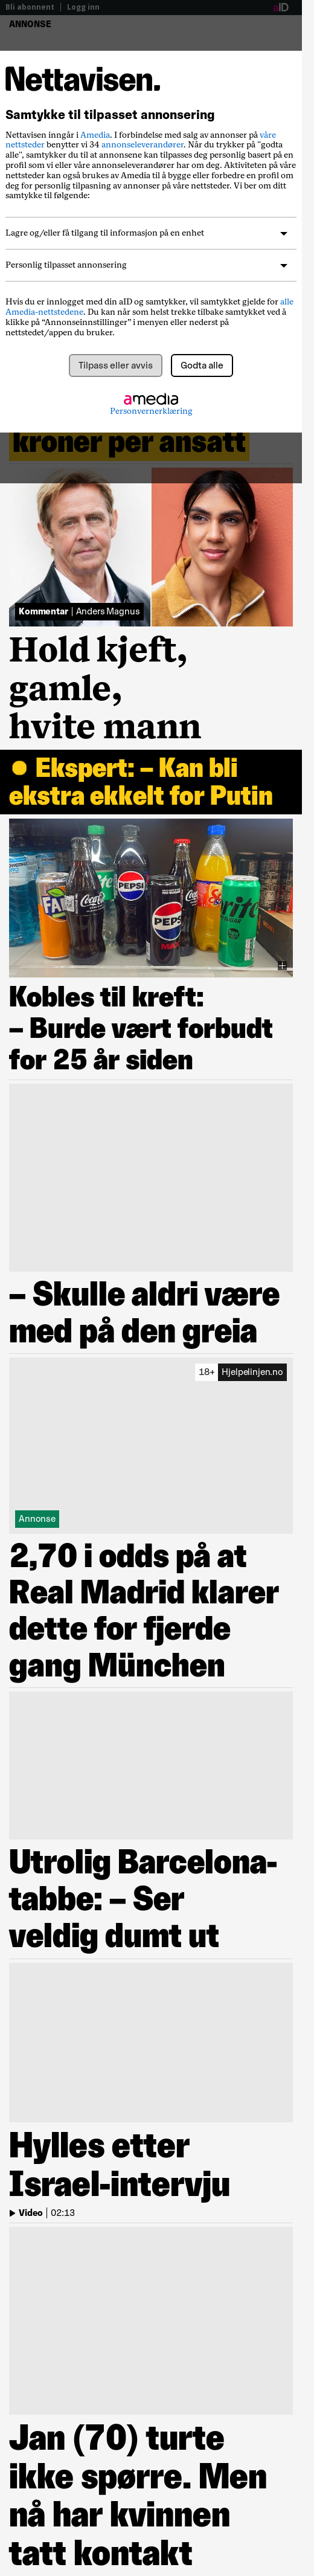 Bli abonnent | Logg inn
aID
ANNONSE
Nettavisen.
Samtykke til tilpasset annonsering
Nettavisen inngår i Amedia. I forbindelse med salg av annonser på våre
nettsteder benytter vi 34 annonseleverandører. Når du trykker på "godta
alle", samtykker du til at annonsene kan tilpasses deg personlig basert på en
profil som vi eller våre annonseleverandører har om deg. Aktiviteten på våre
nettsteder kan også brukes av Amedia til å bygge eller forbedre en profil om
deg for personlig tilpasning av annonser på våre nettsteder. Vi ber om ditt
samtykke til følgende:
Lagre og/eller få tilgang til informasjon på en enhet
Personlig tilpasset annonsering
Hvis du er innlogget med din aID og samtykker, vil samtykket gjelde for alle
Amedia-nettstedene. Du kan når som helst trekke tilbake samtykket ved å
klikke på “Annonseinnstillinger” i menyen eller nederst på
nettstedet/appen du bruker.
Tilpass eller avvis
Godta alle
amedia
Personvernerklæring
kroner per ansatt
Kommentar | Anders Magnus
Hold kjeft,
gamle,
hvite mann
Ekspert: – Kan bli
ekstra ekkelt for Putin
FANTA
PEPSI
PEPSI
MAX
Sprite
Kobles til kreft:
– Burde vært forbudt
for 25 år siden
– Skulle aldri være
med på den greia
18+ Hjelpelinjen.no
Annonse
2,70 i odds på at
Real Madrid klarer
dette for fjerde
gang München
Utrolig Barcelona-
tabbe: – Ser
veldig dumt ut
Hylles etter
Israel-intervju
Video | 02:13
Jan (70) turte
ikke spørre. Men
nå har kvinnen
tatt kontakt